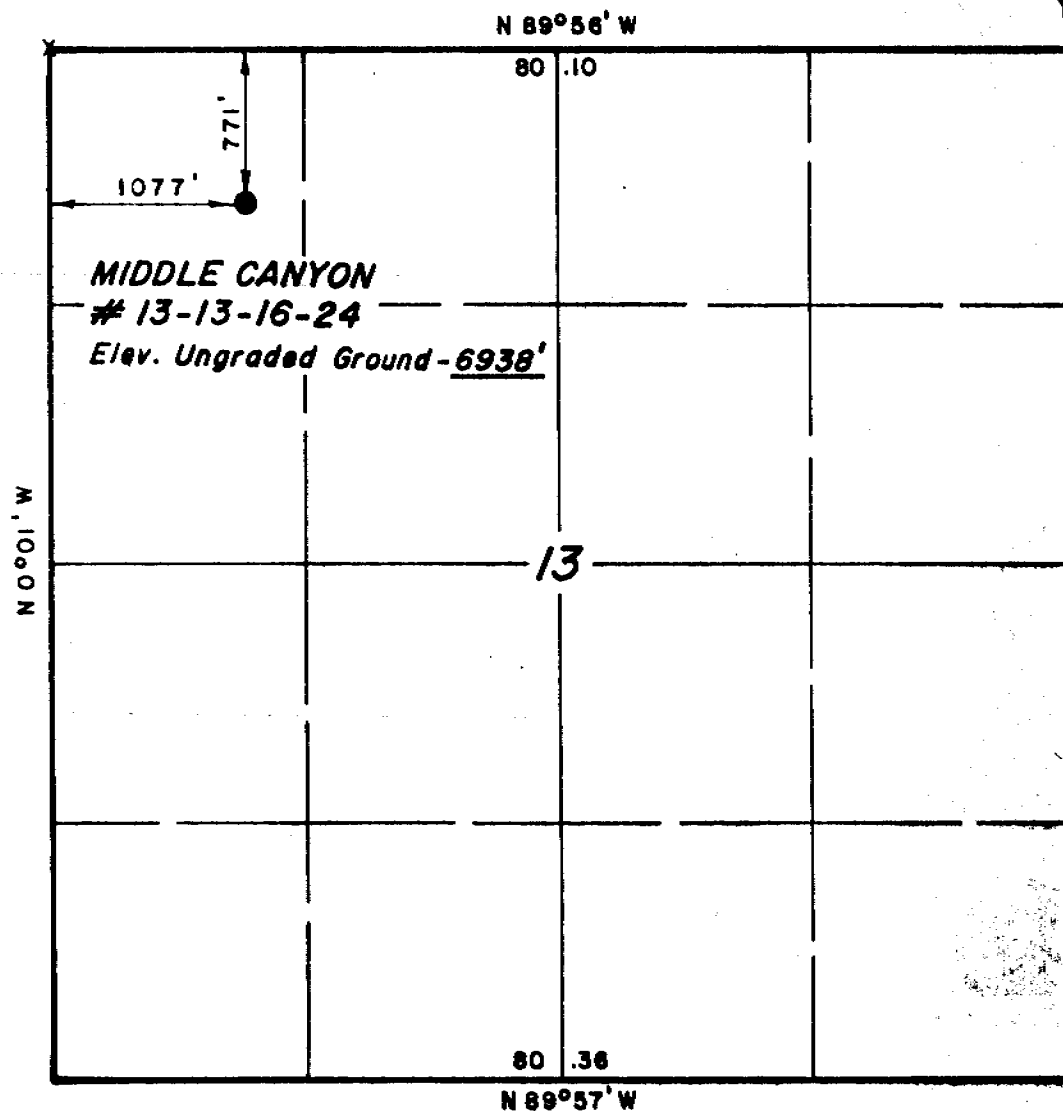 N 89°56' W
80 .10
771'
1077'
MIDDLE CANYON
# 13-13-16-24
Elev. Ungraded Ground - 6938'
N 0°01' W
13
80 .36
N 89°57' W